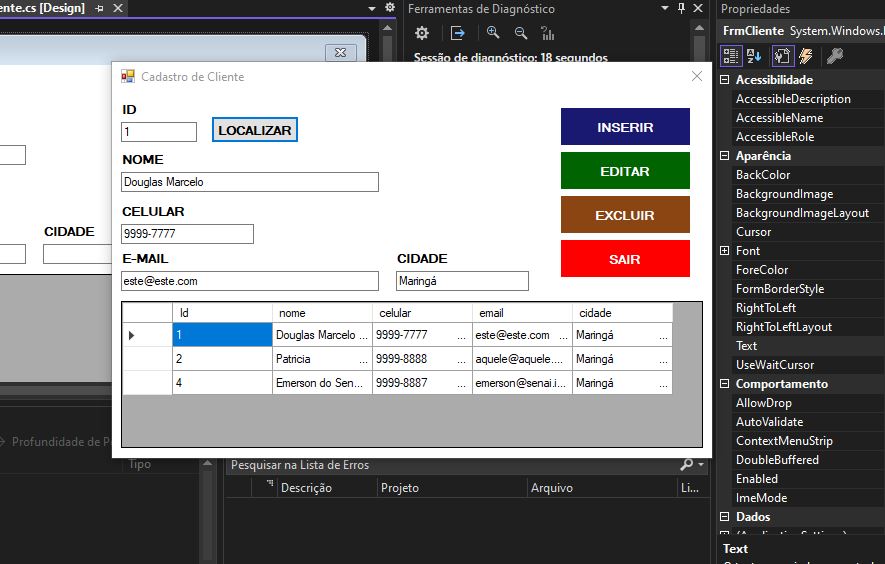 ente.cs [Design]
Ferramentas de Diagnóstico
Sessão de diagnóstico: 18 segundos
Cadastro de Cliente
ID
1
LOCALIZAR
NOME
Douglas Marcelo
CELULAR
9999-7777
E-MAIL
CIDADE
este@este.com
Maringá
INSERIR
EDITAR
EXCLUIR
SAIR
Id nome celular email cidade
1 Douglas Marcelo ... 9999-7777 ... este@este.com ... Maringá ...
2 Patricia ... 9999-8888 ... aquele@aquele.... Maringá ...
4 Emerson do Sen... 9999-8887 ... emerson@senai.i... Maringá ...
CIDADE
Profundidade de P
Tipo
Pesquisar na Lista de Erros
Descrição Projeto Arquivo Li...
Propriedades
FrmCliente System.Windows.
Acessibilidade
AccessibleDescription
AccessibleName
AccessibleRole
Aparência
BackColor
BackgroundImage
BackgroundImageLayout
Cursor
Font
ForeColor
FormBorderStyle
RightToLeft
RightToLeftLayout
Text
UseWaitCursor
Comportamento
AllowDrop
AutoValidate
ContextMenuStrip
DoubleBuffered
Enabled
ImeMode
Dados
Text